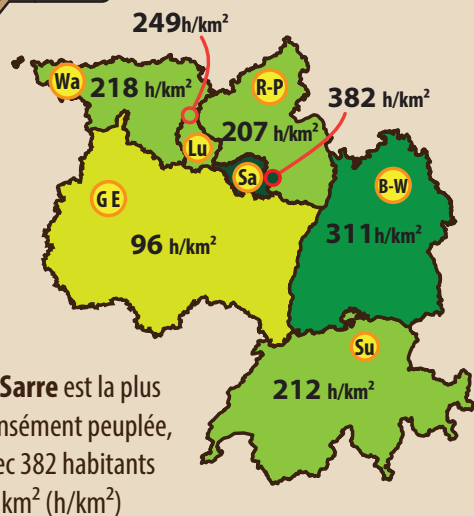 249h/km²
Wa
218 h/km²
R-P
382 h/km²
207 h/km²
Lu
Sa
B-W
G E
96 h/km²
311h/km²
Su
212 h/km²
Sarre est la plus
nsément peuplée,
ec 382 habitants
km² (h/km²)